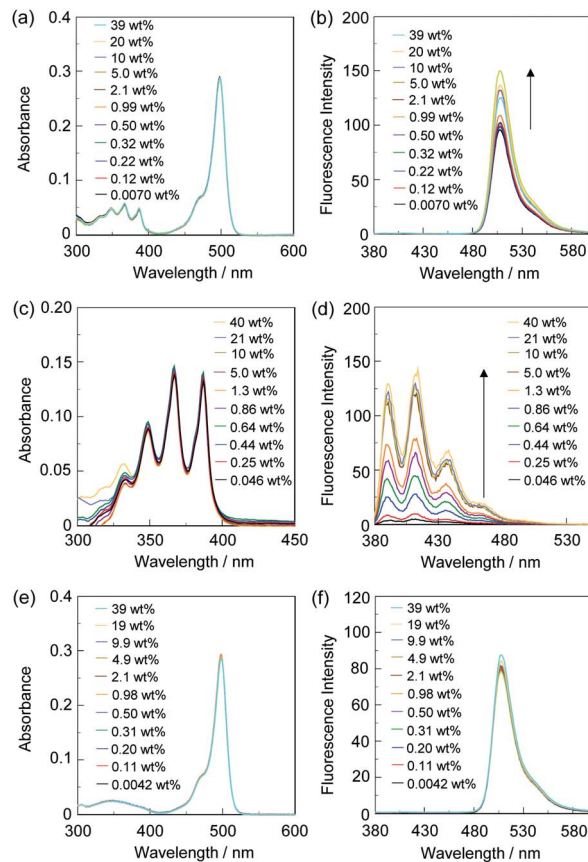 (a)
Absorbance
0.4
0.3
0.2
0.1
0
300
400
500
600
Wavelength / nm
39 wt%
20 wt%
10 wt%
5.0 wt%
2.1 wt%
0.99 wt%
0.50 wt%
0.32 wt%
0.22 wt%
0.12 wt%
0.0070 wt%
(b)
Fluorescence Intensity
200
150
100
50
0
380
430
480
530
580
Wavelength / nm
39 wt%
20 wt%
10 wt%
5.0 wt%
2.1 wt%
0.99 wt%
0.50 wt%
0.32 wt%
0.22 wt%
0.12 wt%
0.0070 wt%
(c)
Absorbance
0.20
0.15
0.10
0.05
0
300
350
400
450
Wavelength / nm
40 wt%
21 wt%
10 wt%
5.0 wt%
1.3 wt%
0.86 wt%
0.64 wt%
0.44 wt%
0.25 wt%
0.046 wt%
(d)
Fluorescence Intensity
200
150
100
50
0
380
430
480
530
Wavelength / nm
40 wt%
21 wt%
10 wt%
5.0 wt%
1.3 wt%
0.86 wt%
0.64 wt%
0.44 wt%
0.25 wt%
0.046 wt%
(e)
Absorbance
0.4
0.3
0.2
0.1
0
300
400
500
600
Wavelength / nm
39 wt%
19 wt%
9.9 wt%
4.9 wt%
2.1 wt%
0.98 wt%
0.50 wt%
0.31 wt%
0.20 wt%
0.11 wt%
0.0042 wt%
(f)
Fluorescence Intensity
120
100
80
60
40
20
0
380
430
480
530
580
Wavelength / nm
39 wt%
19 wt%
9.9 wt%
4.9 wt%
2.1 wt%
0.98 wt%
0.50 wt%
0.31 wt%
0.20 wt%
0.11 wt%
0.0042 wt%